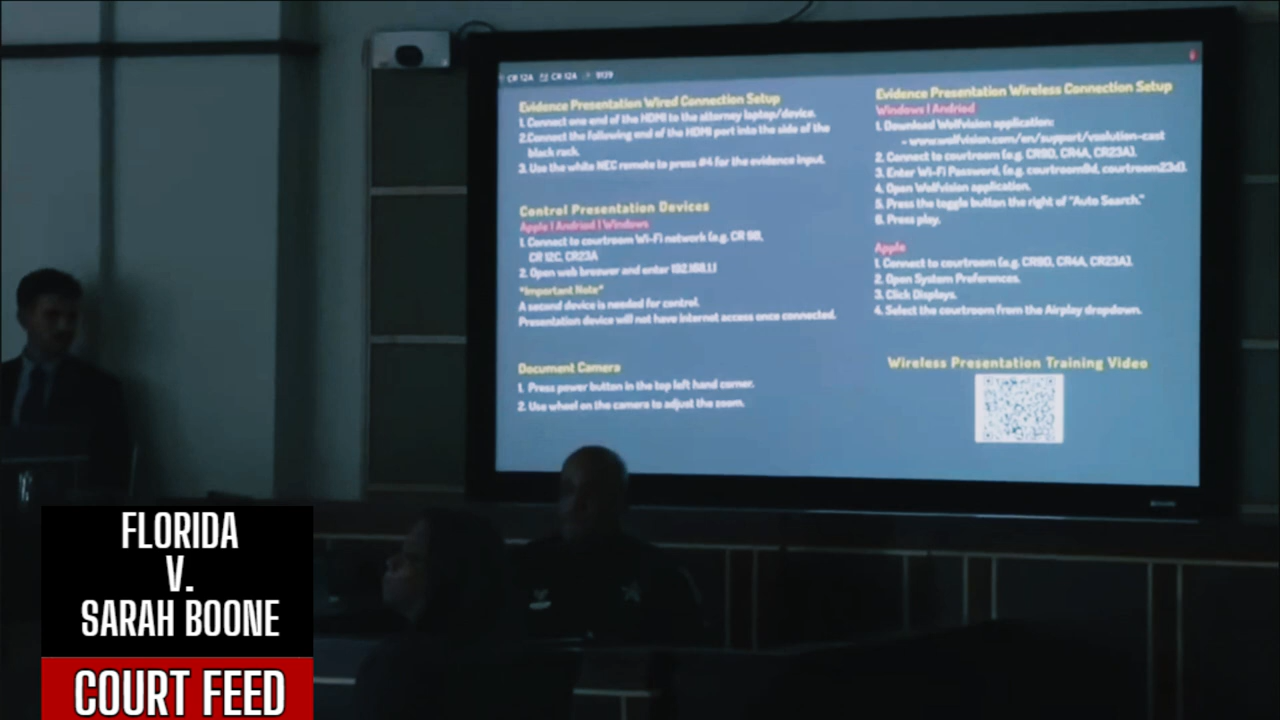 CR 12A CR 12A 9139
Evidence Presentation Wired Connection Setup
1. Connect one end of the HDMI to the attorney laptop/device.
2.Connect the following end of the HDMI port into the side of the
black rack.
3. Use the white NEC remote to press #4 for the evidence input.
Control Presentation Devices
Apple | Andriod | Windows
1. Connect to courtroom Wi-Fi network (e.g. CR 9B,
CR 12C, CR23A
2. Open web browser and enter 192.168.1.1
*Important Note*
A second device is needed for control.
Presentation device will not have internet access once connected.
Document Camera
1. Press power button in the top left hand corner.
2. Use wheel on the camera to adjust the zoom.
Evidence Presentation Wireless Connection Setup
Windows | Andriod
1. Download Wolfvision application:
- www.wolfvision.com/en/support/vsolution-cast
2. Connect to courtroom (e.g. CR9D, CR4A, CR23A).
3. Enter Wi-Fi Password. (e.g. courtroom9d, courtroom23d).
4. Open Wolfvision application.
5. Press the toggle button the right of "Auto Search."
6. Press play.
Apple
1. Connect to courtroom (e.g. CR9D, CR4A, CR23A).
2. Open System Preferences.
3. Click Displays.
4. Select the courtroom from the Airplay dropdown.
Wireless Presentation Training Video
FLORIDA
V.
SARAH BOONE
COURT FEED